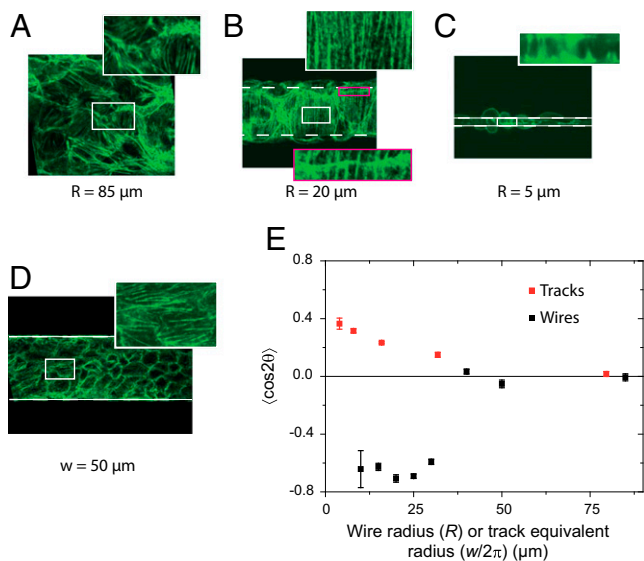 A
B
C
R = 85 µm
R = 20 µm
R = 5 µm
D
w = 50 µm
E
0.8
0.4
0.0
-0.4
-0.8
⟨cos2θ⟩
Tracks
Wires
0
25
50
75
Wire radius (R) or track equivalent
radius (w/2π) (µm)